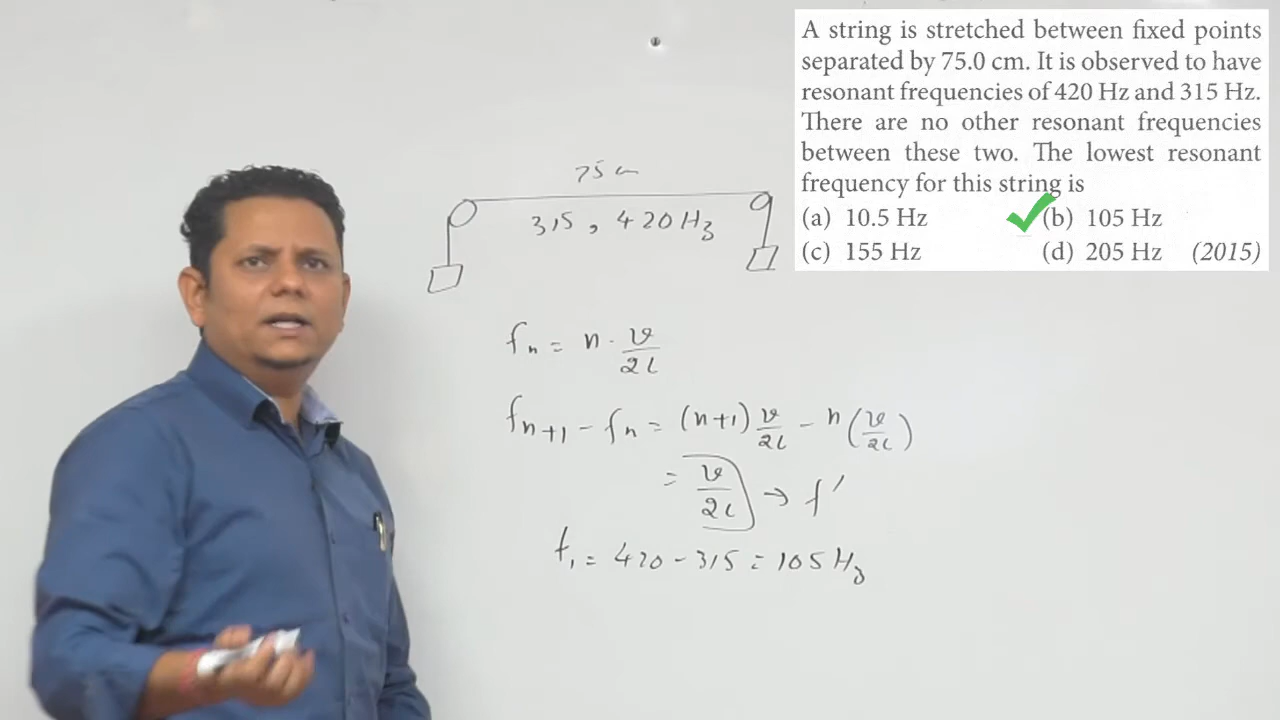 A string is stretched between fixed points
separated by 75.0 cm. It is observed to have
resonant frequencies of 420 Hz and 315 Hz.
There are no other resonant frequencies
between these two. The lowest resonant
frequency for this string is
(a) 10.5 Hz (b) 105 Hz
(c) 155 Hz (d) 205 Hz (2015)
75 cm
315, 420 Hz
fn = n · v/2l
fn+1 − fn = (n+1) v/2l − n (v/2l)
= v/2l → f′
f1 = 420 − 315 = 105 Hz